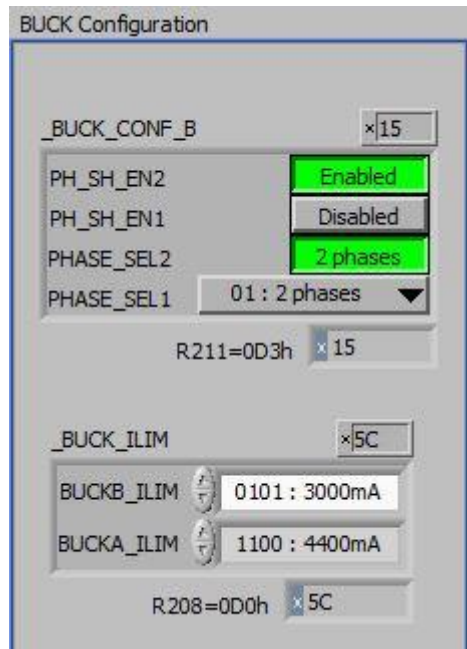 BUCK Configuration
_BUCK_CONF_B x15
PH_SH_EN2 Enabled
PH_SH_EN1 Disabled
PHASE_SEL2 2 phases
PHASE_SEL1 01 : 2 phases
R211=0D3h x 15
_BUCK_ILIM x5C
BUCKB_ILIM 0101 : 3000mA
BUCKA_ILIM 1100 : 4400mA
R208=0D0h x 5C